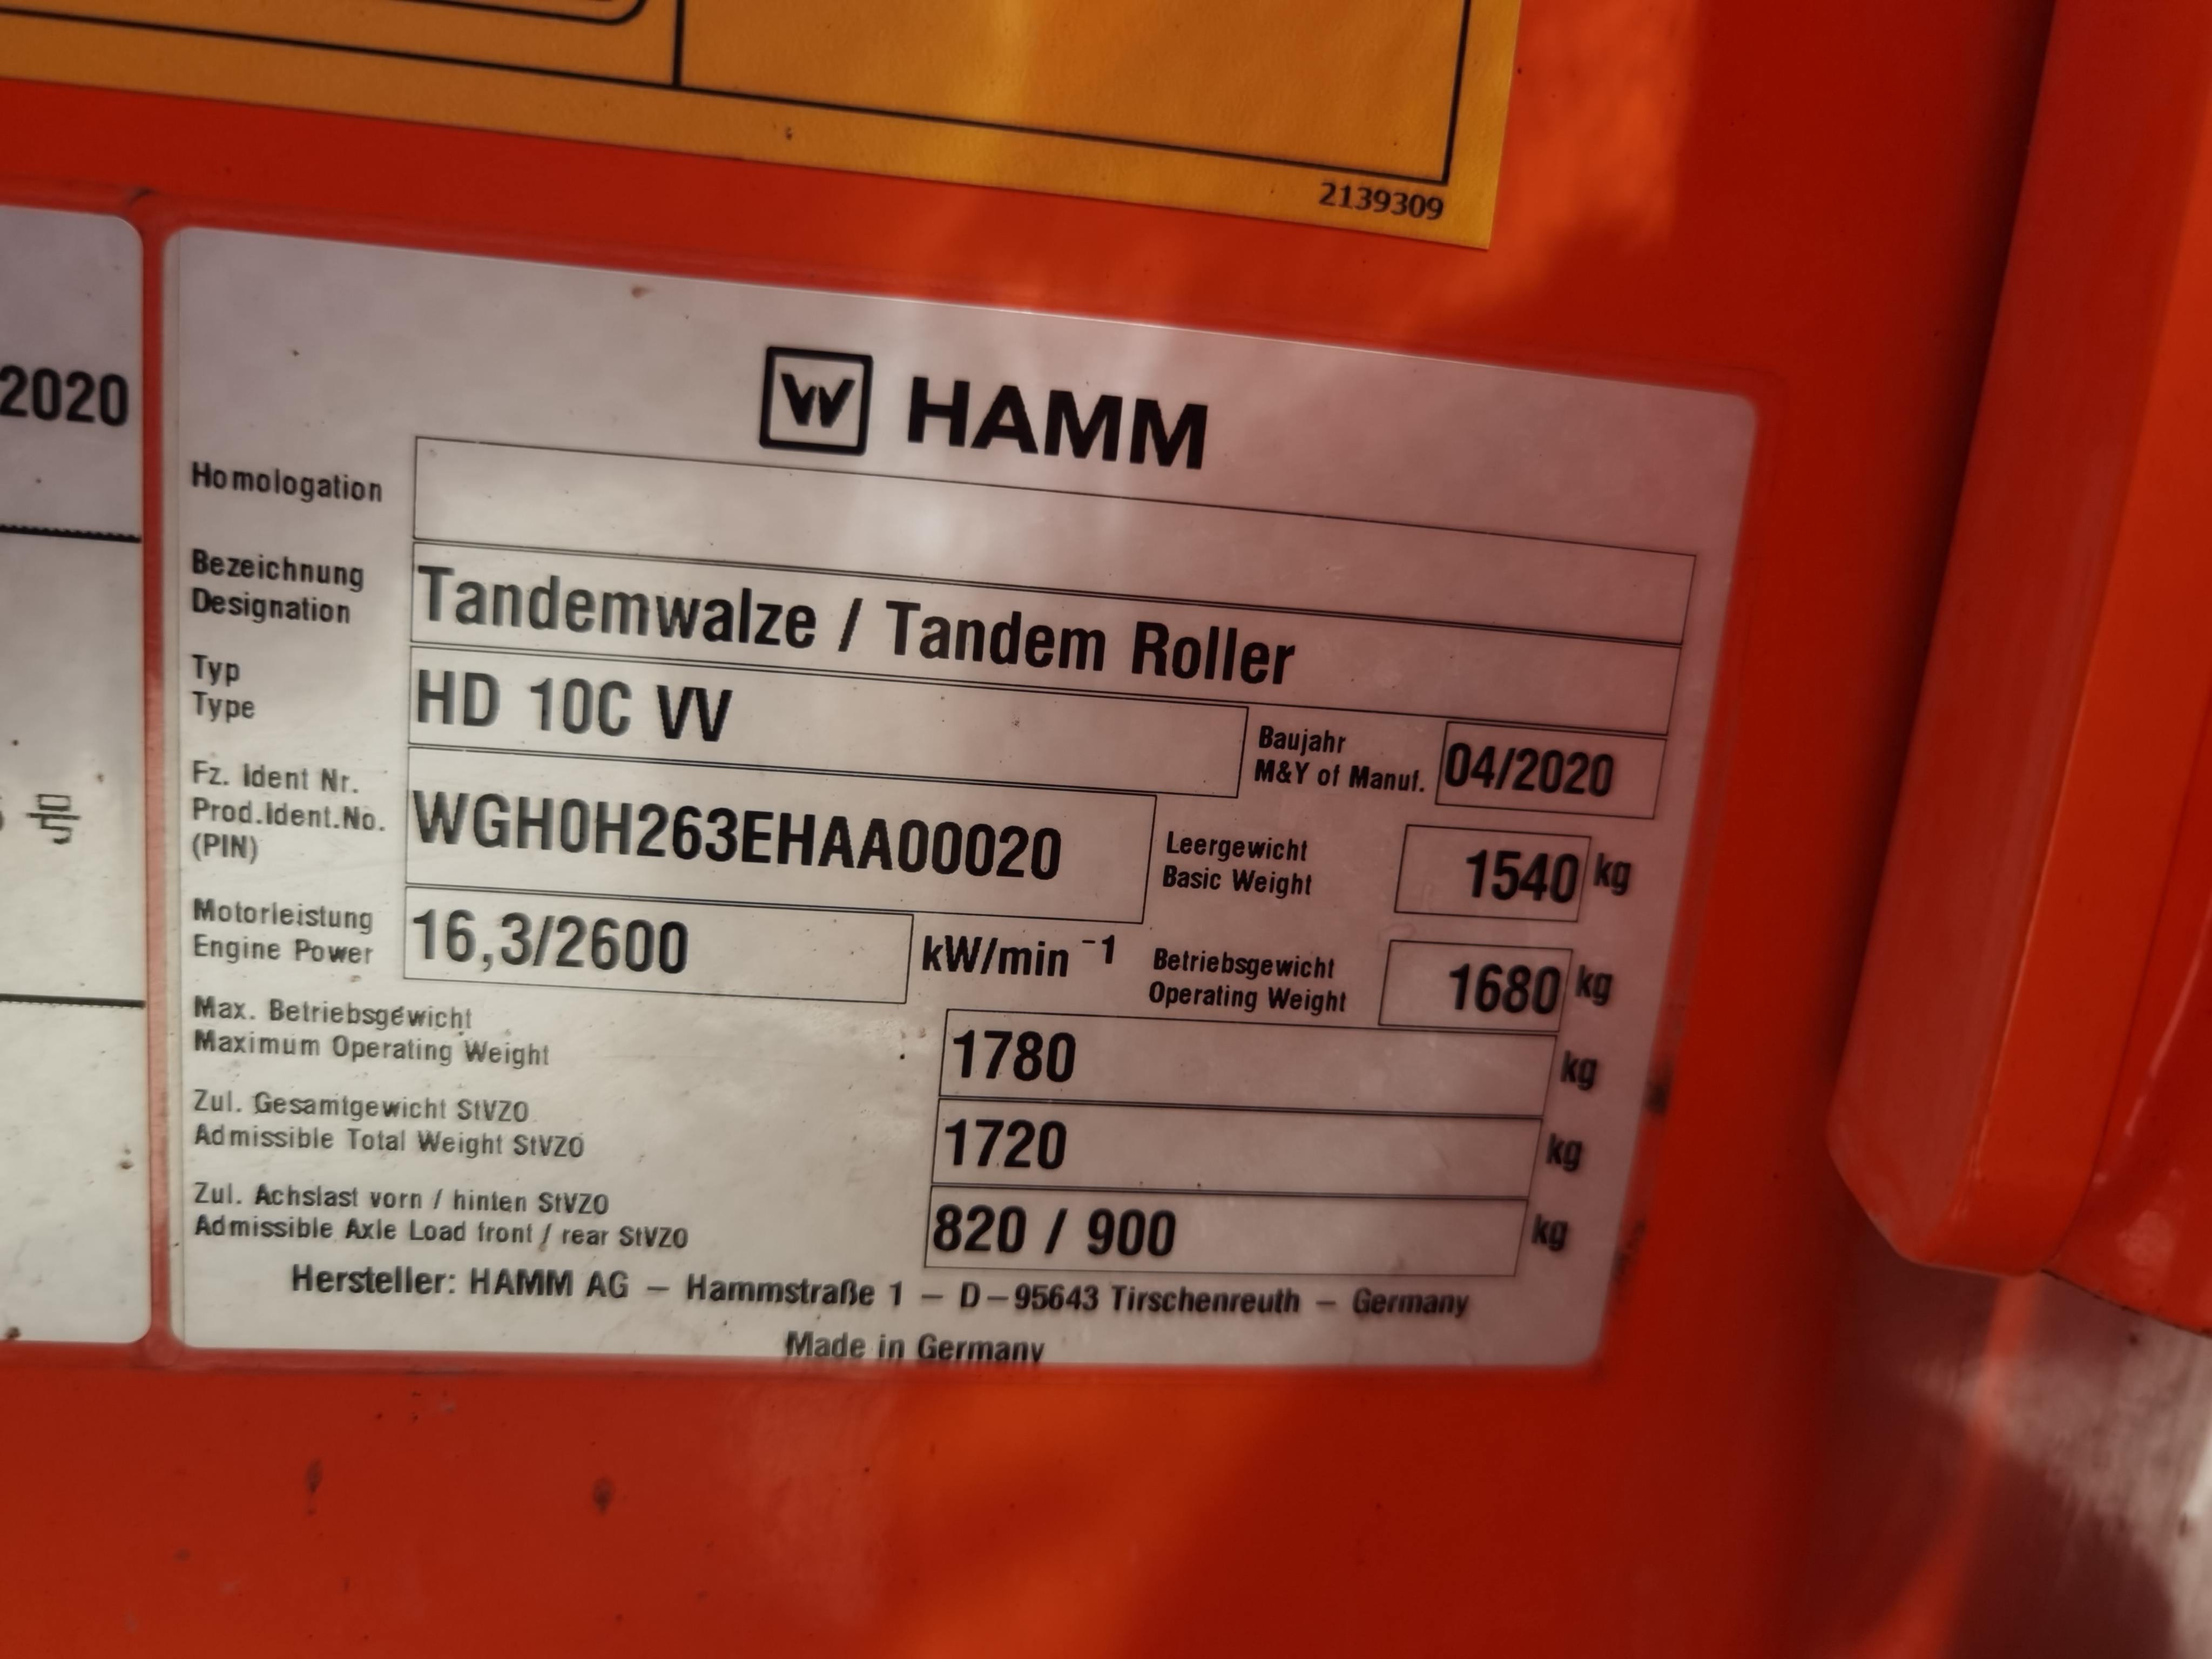 2139309
2020
W HAMM
Homologation
Bezeichnung
Designation
Tandemwalze / Tandem Roller
Typ
Type
HD 10C VV
Baujahr
M&Y of Manuf.
04/2020
Fz. Ident Nr.
Prod.Ident.No.
(PIN)
WGH0H263EHAA00020
Leergewicht
Basic Weight
1540 kg
Motorleistung
Engine Power
16,3/2600 kW/min ⁻¹
Betriebsgewicht
Operating Weight
1680 kg
Max. Betriebsgewicht
Maximum Operating Weight
1780 kg
Zul. Gesamtgewicht StVZO
Admissible Total Weight StVZO
1720 kg
Zul. Achslast vorn / hinten StVZO
Admissible Axle Load front / rear StVZO
820 / 900 kg
Hersteller: HAMM AG – Hammstraße 1 – D–95643 Tirschenreuth – Germany
Made in Germany